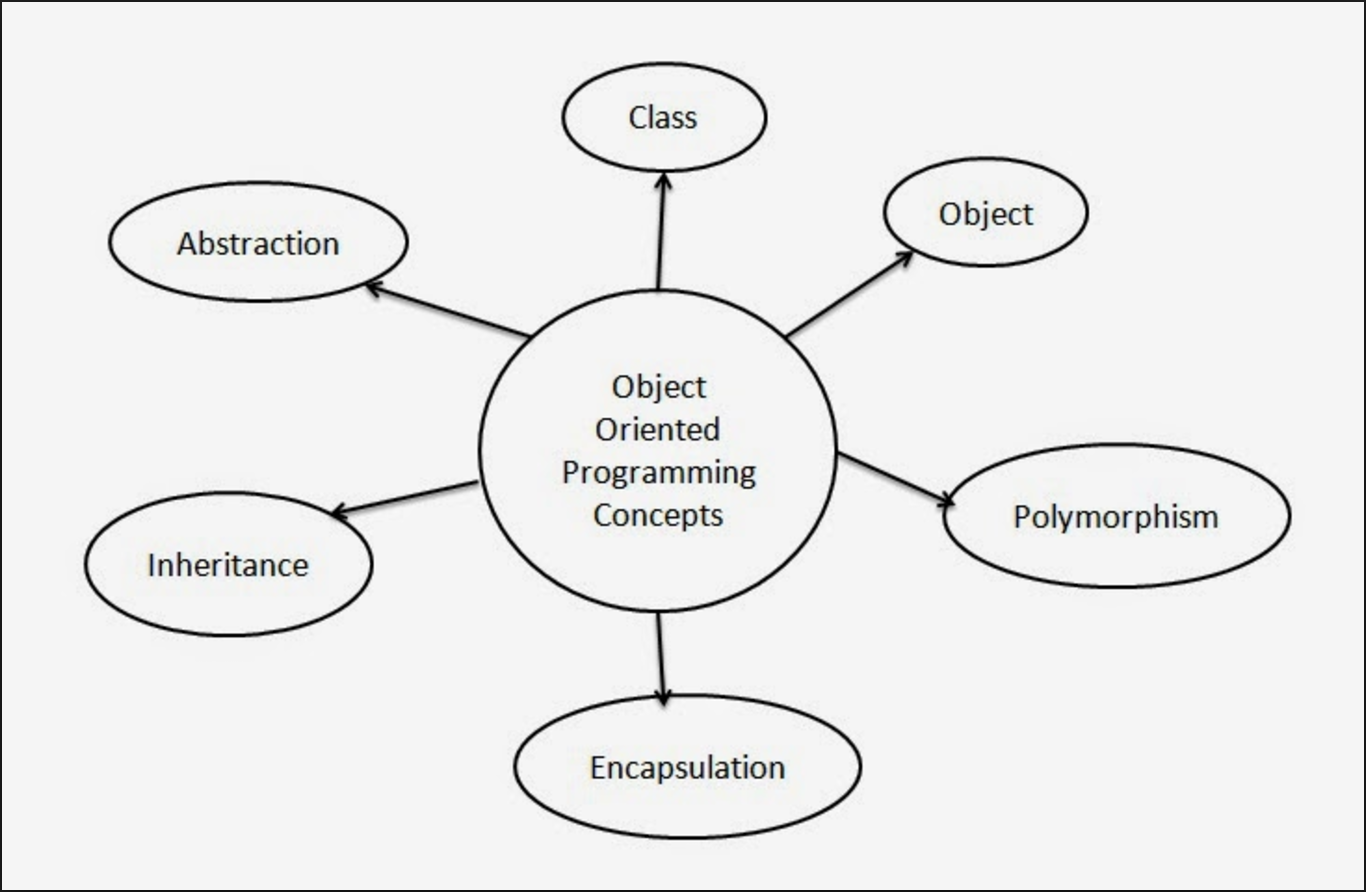 Class
Object
Abstraction
Object
Oriented
Programming
Concepts
Polymorphism
Inheritance
Encapsulation